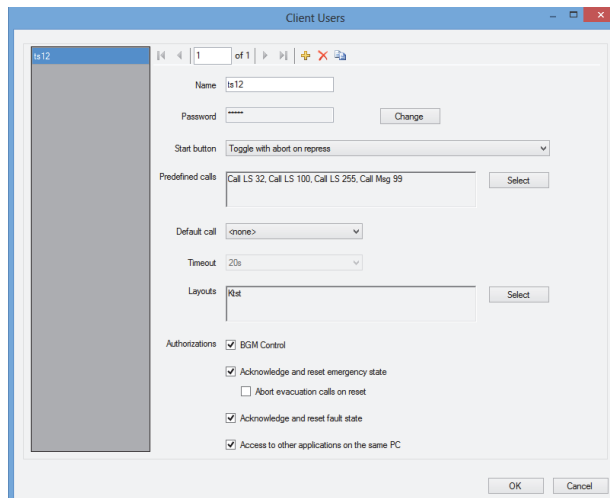 Client Users
ts12
1 of 1
Name ts12
Password ***** Change
Start button Toggle with abort on repress
Predefined calls Call LS 32, Call LS 100, Call LS 255, Call Msg 99 Select
Default call <none>
Timeout 20s
Layouts Ktst Select
Authorizations BGM Control
Acknowledge and reset emergency state
Abort evacuation calls on reset
Acknowledge and reset fault state
Access to other applications on the same PC
OK Cancel